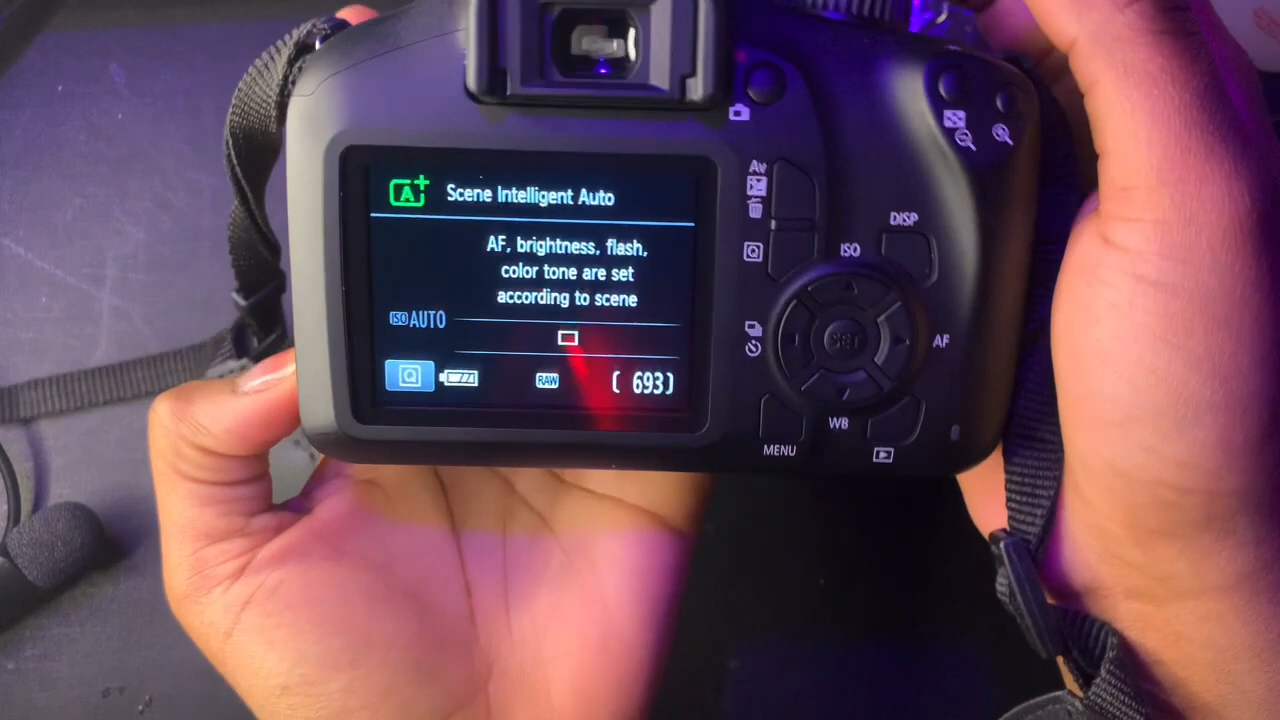 A+ Scene Intelligent Auto
AF, brightness, flash,
color tone are set
according to scene
ISO AUTO
Q RAW [ 693]
Av
Q
ISO
DISP
SET
AF
WB
MENU